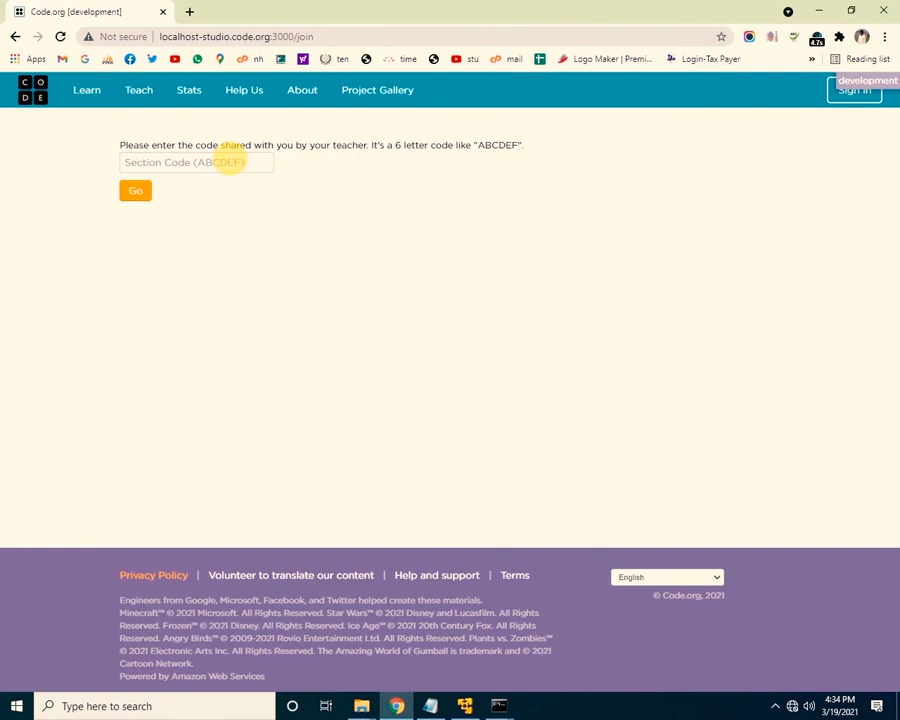 Code.org [development]
Not secure | localhost-studio.code.org:3000/join
4.7s
Apps
nh
ten
time
stu
mail
Logo Maker | Premi...
Login-Tax Payer
»
Reading list
CODE
Learn
Teach
Stats
Help Us
About
Project Gallery
Sign in
development
Please enter the code shared with you by your teacher. It's a 6 letter code like "ABCDEF".
Section Code (ABCDEF)
Go
Privacy Policy | Volunteer to translate our content | Help and support | Terms
English
© Code.org, 2021
Engineers from Google, Microsoft, Facebook, and Twitter helped create these materials.
Minecraft™ © 2021 Microsoft. All Rights Reserved. Star Wars™ © 2021 Disney and Lucasfilm. All Rights
Reserved. Frozen™ © 2021 Disney. All Rights Reserved. Ice Age™ © 2021 20th Century Fox. All Rights
Reserved. Angry Birds™ © 2009-2021 Rovio Entertainment Ltd. All Rights Reserved. Plants vs. Zombies™
© 2021 Electronic Arts Inc. All Rights Reserved. The Amazing World of Gumball is trademark and © 2021
Cartoon Network.
Powered by Amazon Web Services
Type here to search
4:34 PM
3/19/2021